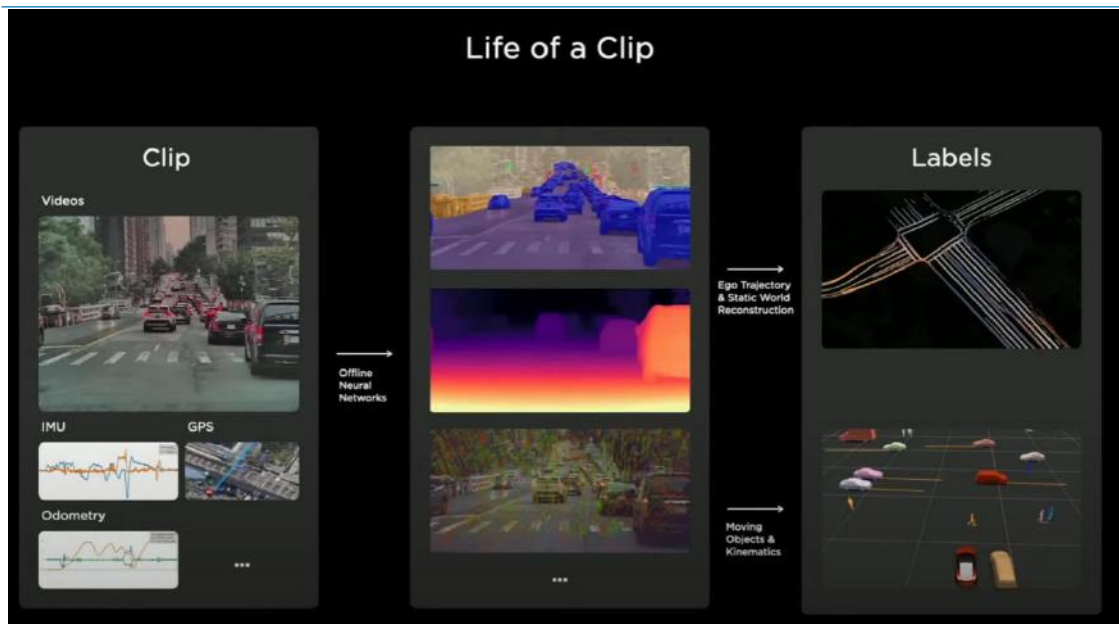 Life of a Clip
Clip
Videos
IMU
GPS
Odometry
...
Offline
Neural
Networks
...
Ego Trajectory
& Static World
Reconstruction
Moving
Objects &
Kinematics
Labels